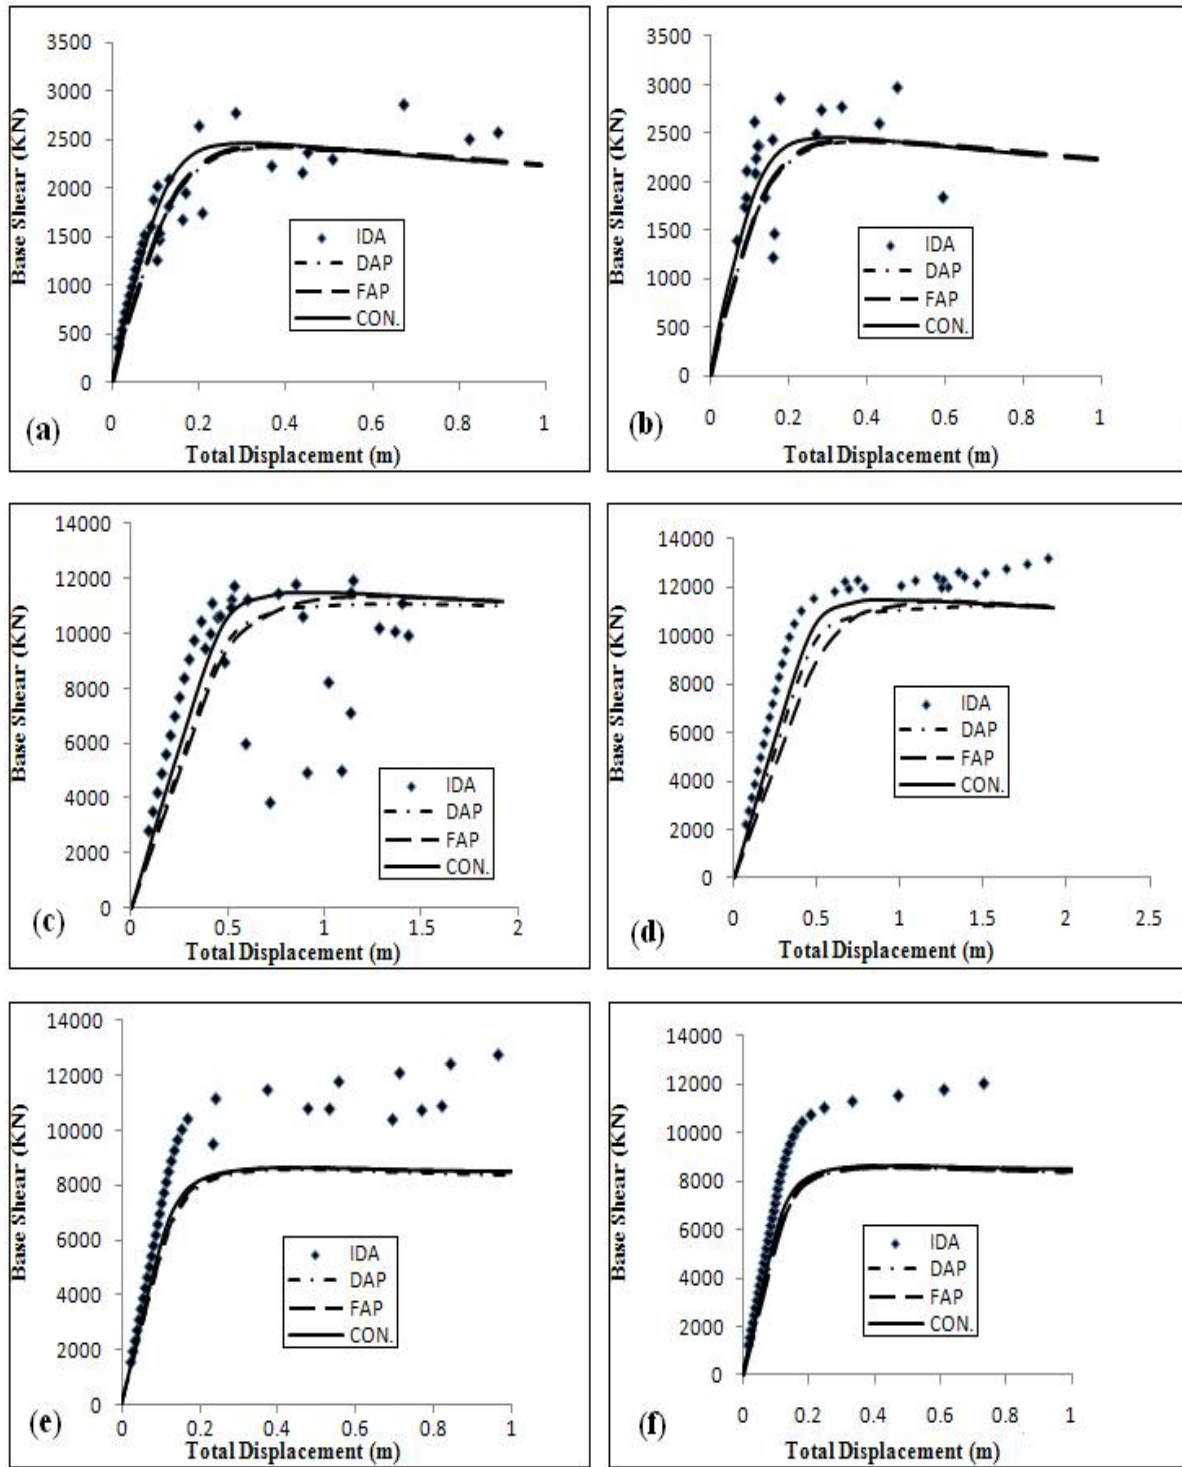 3500
3000
2500
2000
1500
1000
500
0
Base Shear (KN)
IDA
DAP
FAP
CON.
0 0.2 0.4 0.6 0.8 1
(a)
Total Displacement (m)
3500
3000
2500
2000
1500
1000
500
0
Base Shear (KN)
IDA
DAP
FAP
CON.
0 0.2 0.4 0.6 0.8 1
(b)
Total Displacement (m)
14000
12000
10000
8000
6000
4000
2000
0
Base Shear (KN)
IDA
DAP
FAP
CON.
0 0.5 1 1.5 2
(c)
Total Displacement (m)
14000
12000
10000
8000
6000
4000
2000
0
Base Shear (KN)
IDA
DAP
FAP
CON.
0 0.5 1 1.5 2 2.5
(d)
Total Displacement (m)
14000
12000
10000
8000
6000
4000
2000
0
Base Shear (KN)
IDA
DAP
FAP
CON.
0 0.2 0.4 0.6 0.8 1
(e)
Total Displacement (m)
14000
12000
10000
8000
6000
4000
2000
0
Base Shear (KN)
IDA
DAP
FAP
CON.
0 0.2 0.4 0.6 0.8 1
(f)
Total Displacement (m)